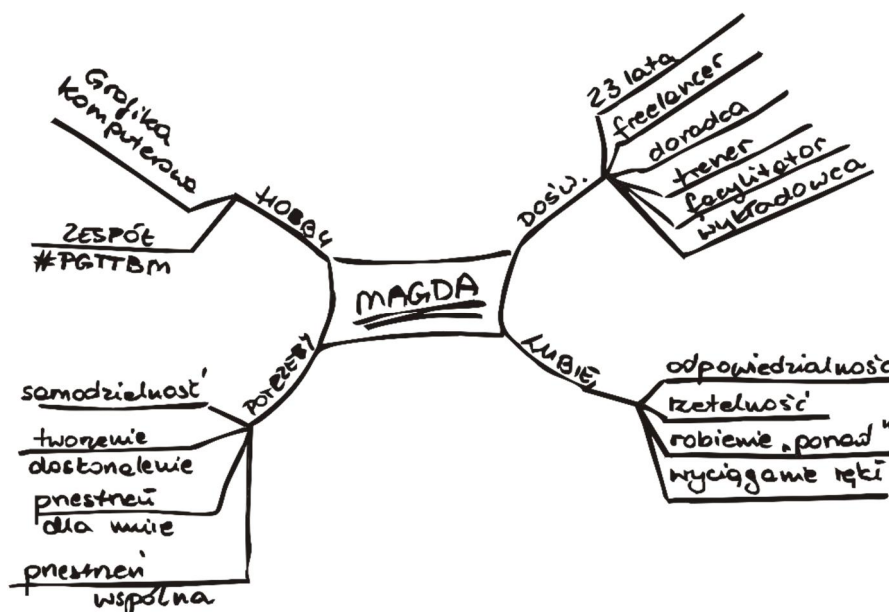 MAGDA
HOBBY
Grafika
komputerowa
ZESPÓŁ
#PGTTBM
DOŚW.
23 lata
freelancer
doradca
trener
facylitator
wykładowca
LUBIĘ
odpowiedzialność
rzetelność
robienie „ponad"
wyciąganie ręki
POTRZEBY
samodzielność
tworzenie
doskonalenie
przestrzeń
dla mnie
przestrzeń
wspólna